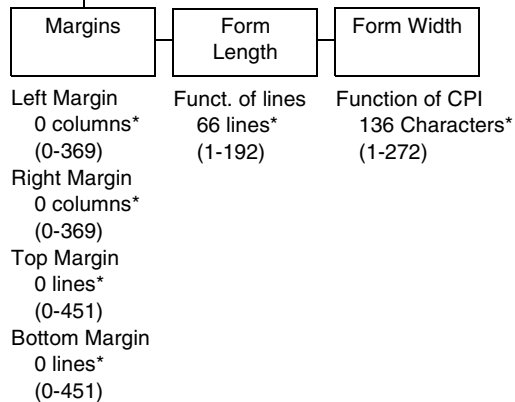 Margins
Form
Length
Form Width
Left Margin
0 columns*
(0-369)
Right Margin
0 columns*
(0-369)
Top Margin
0 lines*
(0-451)
Bottom Margin
0 lines*
(0-451)
Funct. of lines
66 lines*
(1-192)
Function of CPI
136 Characters*
(1-272)